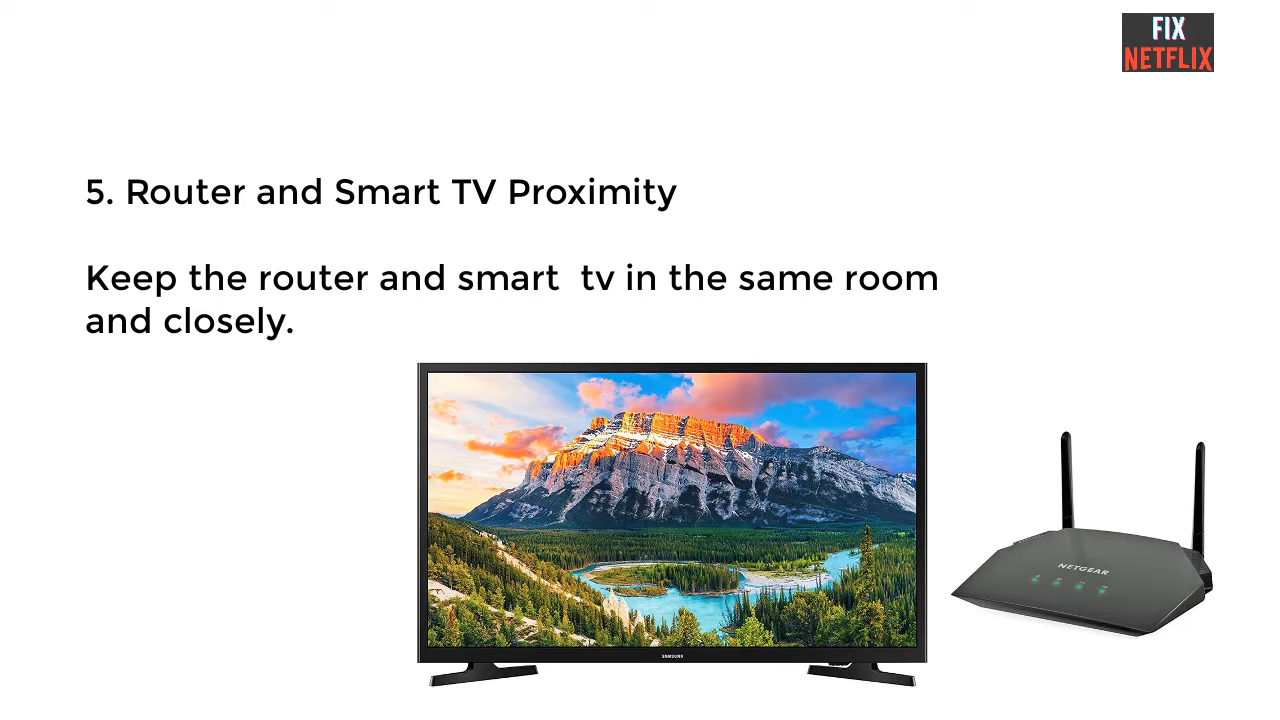 FIX
NETFLIX
5. Router and Smart TV Proximity
Keep the router and smart  tv in the same room
and closely.
NETGEAR
SAMSUNG